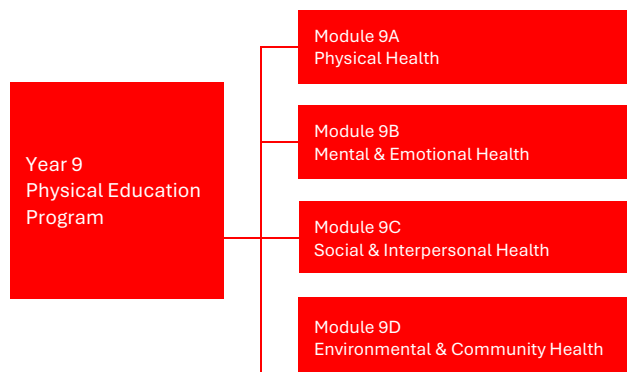 Year 9
Physical Education
Program
Module 9A
Physical Health
Module 9B
Mental & Emotional Health
Module 9C
Social & Interpersonal Health
Module 9D
Environmental & Community Health